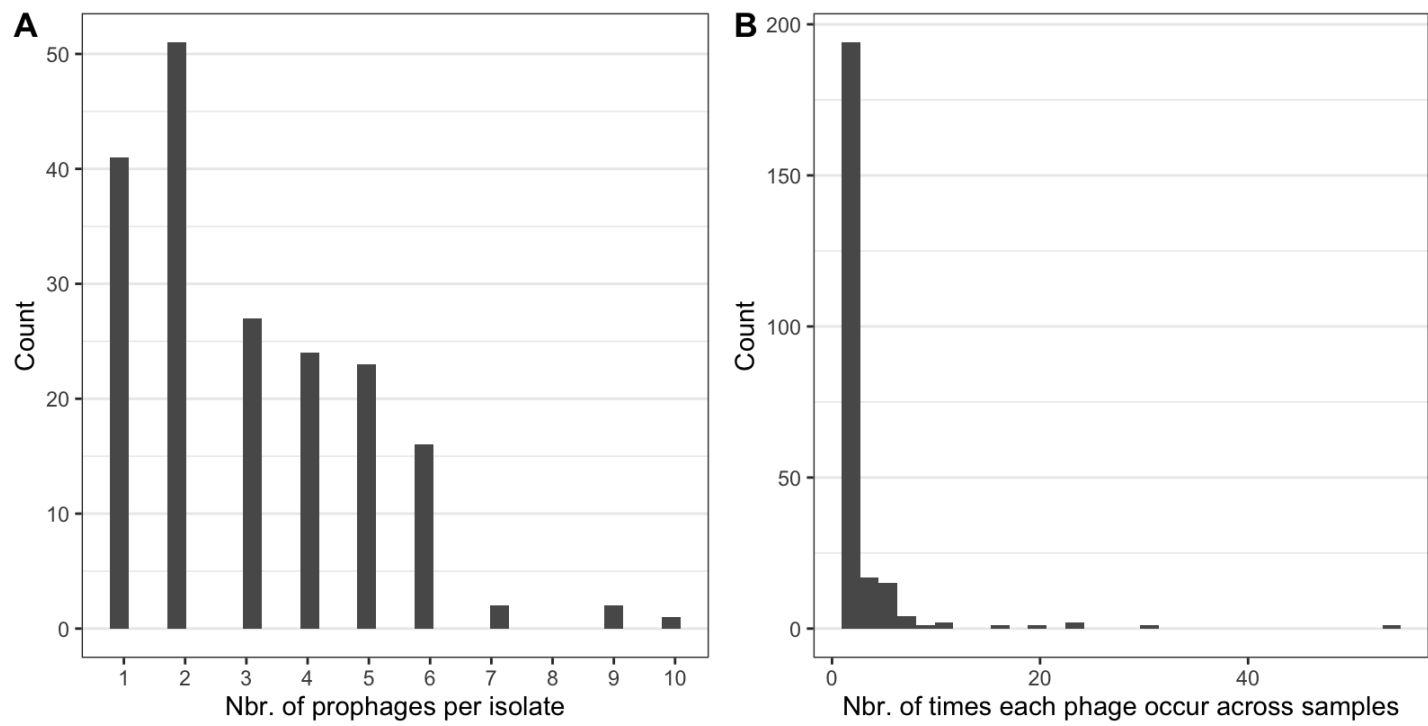 A
Count
50
40
30
20
10
0
1 2 3 4 5 6 7 8 9 10
Nbr. of prophages per isolate
B
Count
200
150
100
50
0
0 20 40
Nbr. of times each phage occur across samples